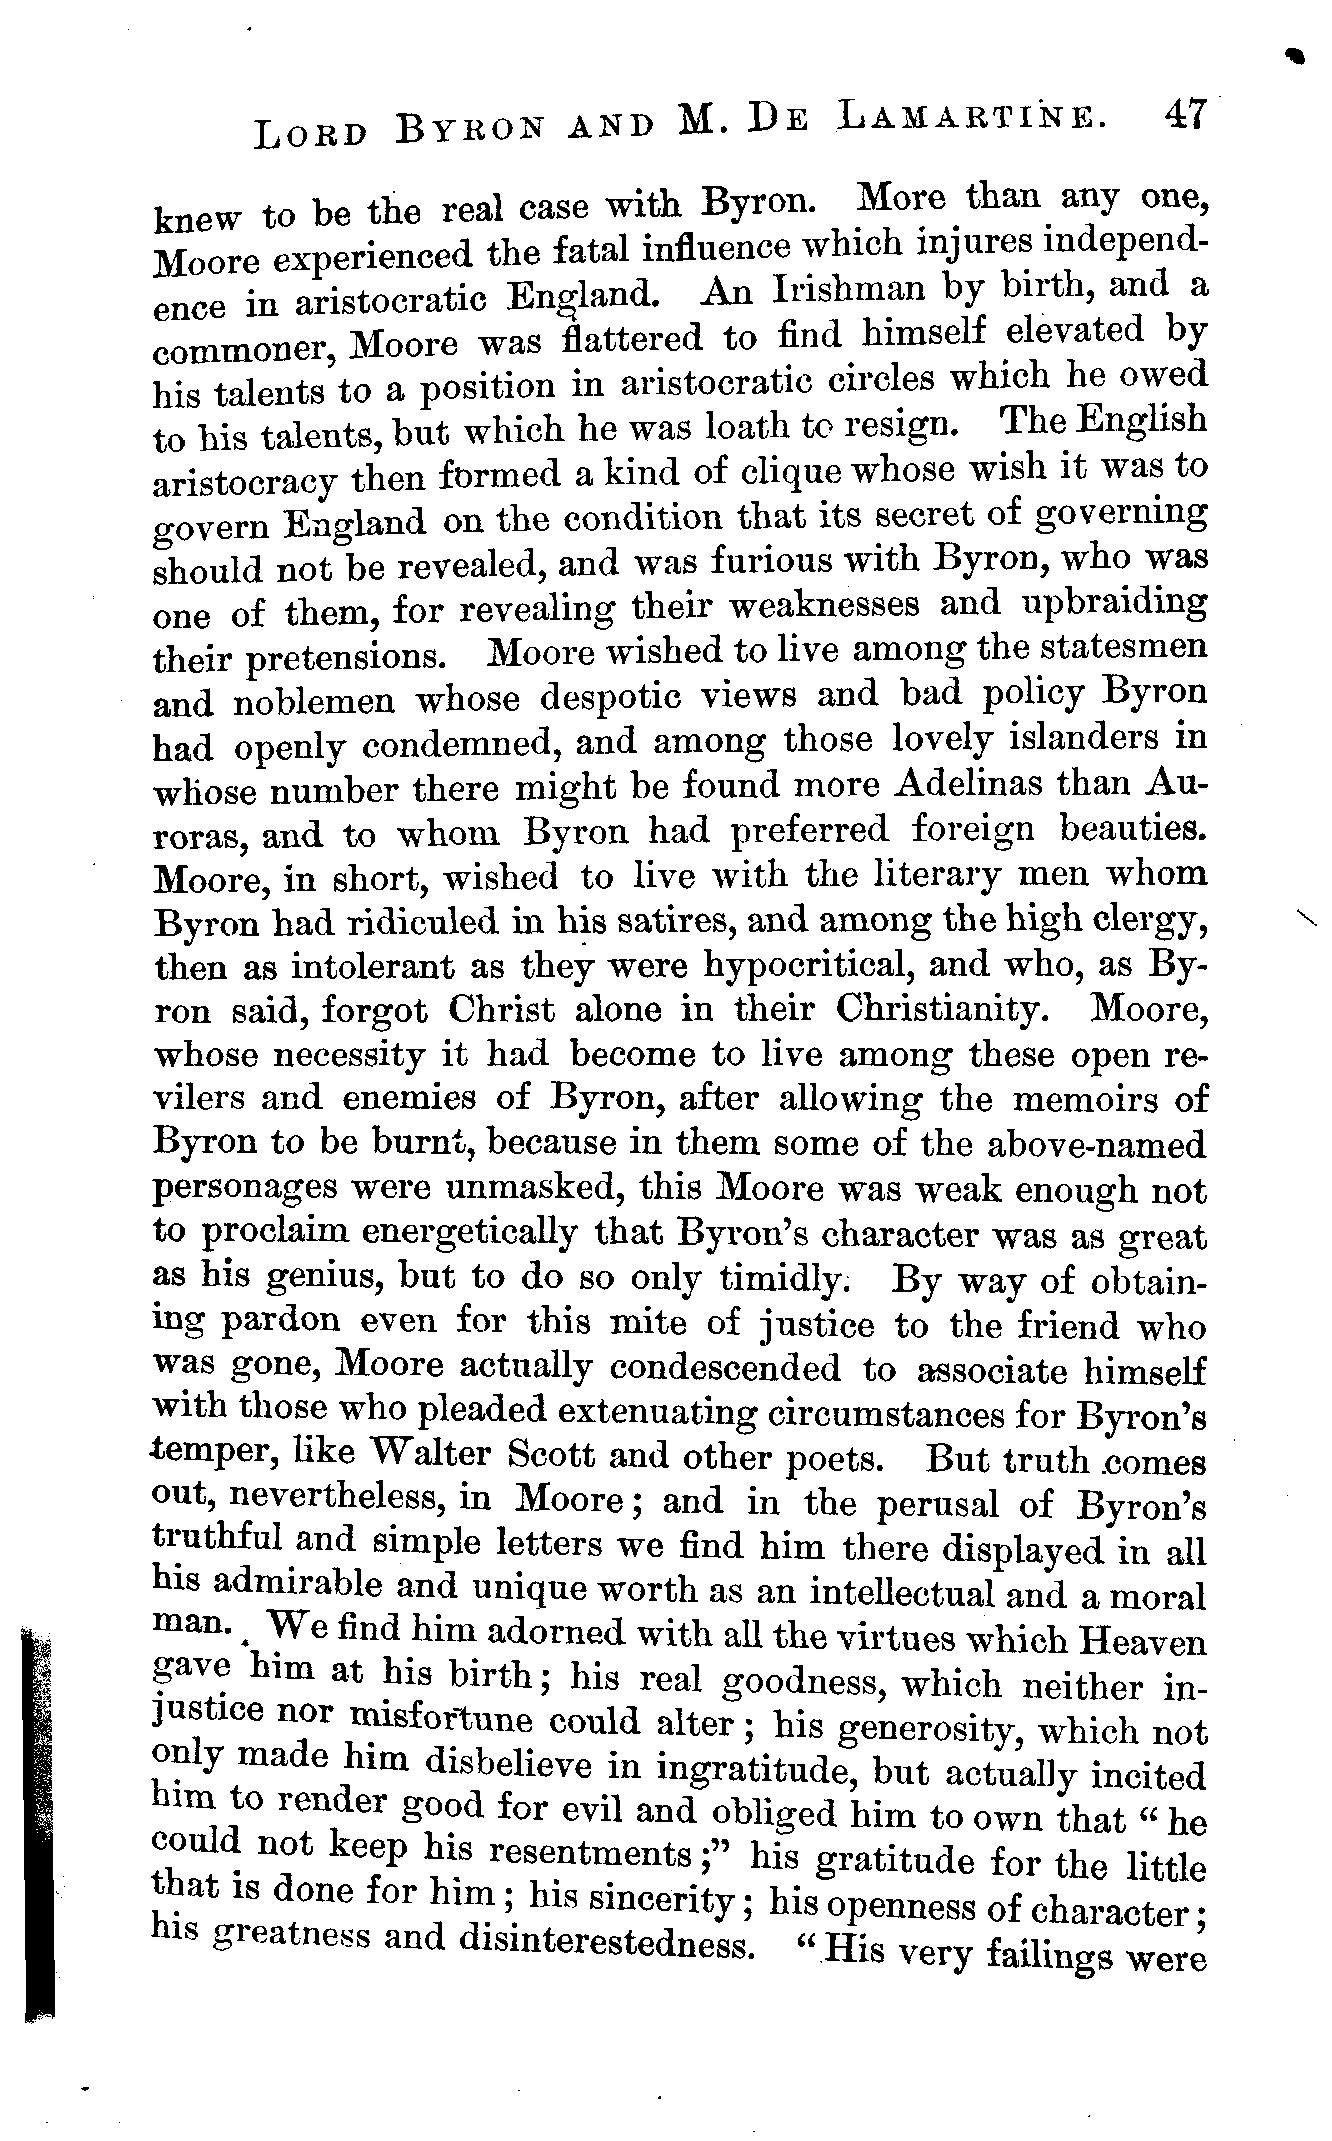 LORD BYRON AND M. DE LAMARTINE. 47
knew to be the real case with Byron. More than any one,
Moore experienced the fatal influence which injures independ-
ence in aristocratic England. An Irishman by birth, and a
commoner, Moore was flattered to find himself elevated by
his talents to a position in aristocratic circles which he owed
to his talents, but which he was loath to resign. The English
aristocracy then formed a kind of clique whose wish it was to
govern England on the condition that its secret of governing
should not be revealed, and was furious with Byron, who was
one of them, for revealing their weaknesses and upbraiding
their pretensions. Moore wished to live among the statesmen
and noblemen whose despotic views and bad policy Byron
had openly condemned, and among those lovely islanders in
whose number there might be found more Adelinas than Au-
roras, and to whom Byron had preferred foreign beauties.
Moore, in short, wished to live with the literary men whom
Byron had ridiculed in his satires, and among the high clergy,
then as intolerant as they were hypocritical, and who, as By-
ron said, forgot Christ alone in their Christianity. Moore,
whose necessity it had become to live among these open re-
vilers and enemies of Byron, after allowing the memoirs of
Byron to be burnt, because in them some of the above-named
personages were unmasked, this Moore was weak enough not
to proclaim energetically that Byron's character was as great
as his genius, but to do so only timidly. By way of obtain-
ing pardon even for this mite of justice to the friend who
was gone, Moore actually condescended to associate himself
with those who pleaded extenuating circumstances for Byron's
temper, like Walter Scott and other poets. But truth comes
out, nevertheless, in Moore; and in the perusal of Byron's
truthful and simple letters we find him there displayed in all
his admirable and unique worth as an intellectual and a moral
man. We find him adorned with all the virtues which Heaven
gave him at his birth; his real goodness, which neither in-
justice nor misfortune could alter; his generosity, which not
only made him disbelieve in ingratitude, but actually incited
him to render good for evil and obliged him to own that "he
could not keep his resentments;" his gratitude for the little
that is done for him; his sincerity; his openness of character;
his greatness and disinterestedness. "His very failings were